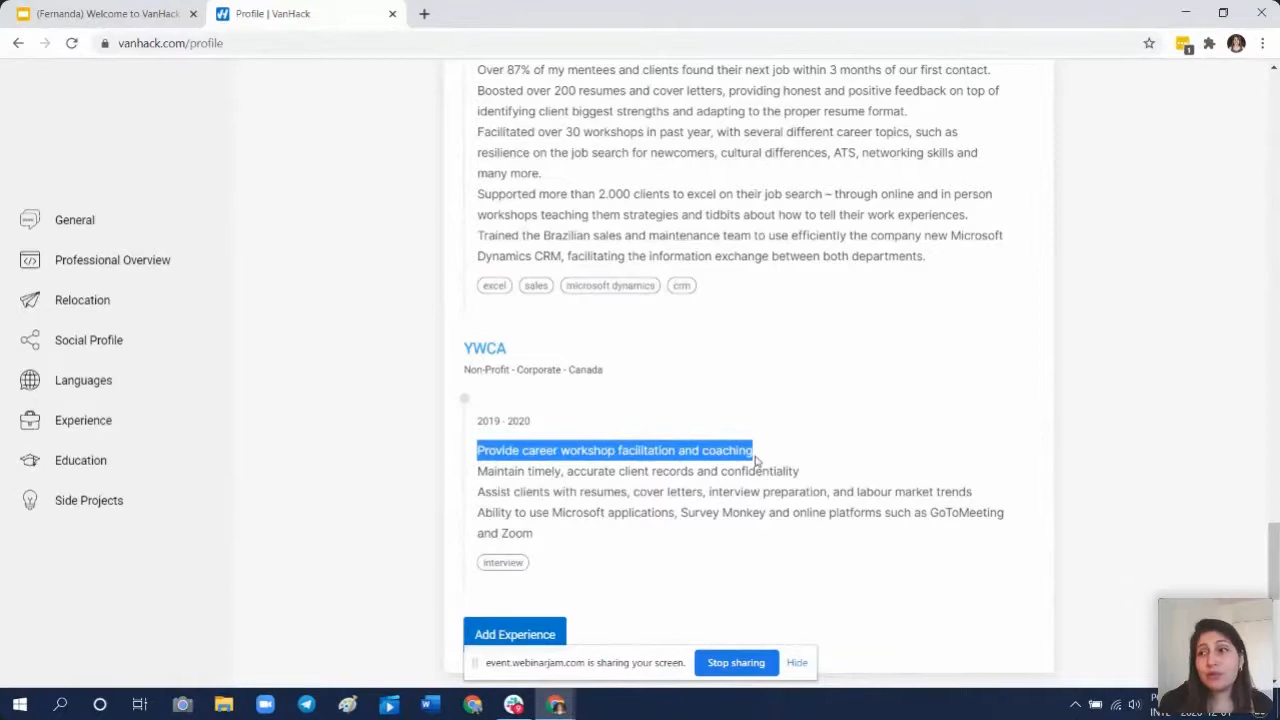 (Fernanda) Welcome to VanHack
Profile | VanHack
vanhack.com/profile
1
Over 87% of my mentees and clients found their next job within 3 months of our first contact.
Boosted over 200 resumes and cover letters, providing honest and positive feedback on top of
identifying client biggest strengths and adapting to the proper resume format.
Facilitated over 30 workshops in past year, with several different career topics, such as
resilience on the job search for newcomers, cultural differences, ATS, networking skills and
many more.
Supported more than 2.000 clients to excel on their job search – through online and in person
workshops teaching them strategies and tidbits about how to tell their work experiences.
Trained the Brazilian sales and maintenance team to use efficiently the company new Microsoft
Dynamics CRM, facilitating the information exchange between both departments.
excel sales microsoft dynamics crm
General
Professional Overview
Relocation
Social Profile
Languages
Experience
Education
Side Projects
YWCA
Non-Profit - Corporate - Canada
2019 - 2020
Provide career workshop facilitation and coaching
Maintain timely, accurate client records and confidentiality
Assist clients with resumes, cover letters, interview preparation, and labour market trends
Ability to use Microsoft applications, Survey Monkey and online platforms such as GoToMeeting
and Zoom
interview
Add Experience
event.webinarjam.com is sharing your screen.
Stop sharing
Hide